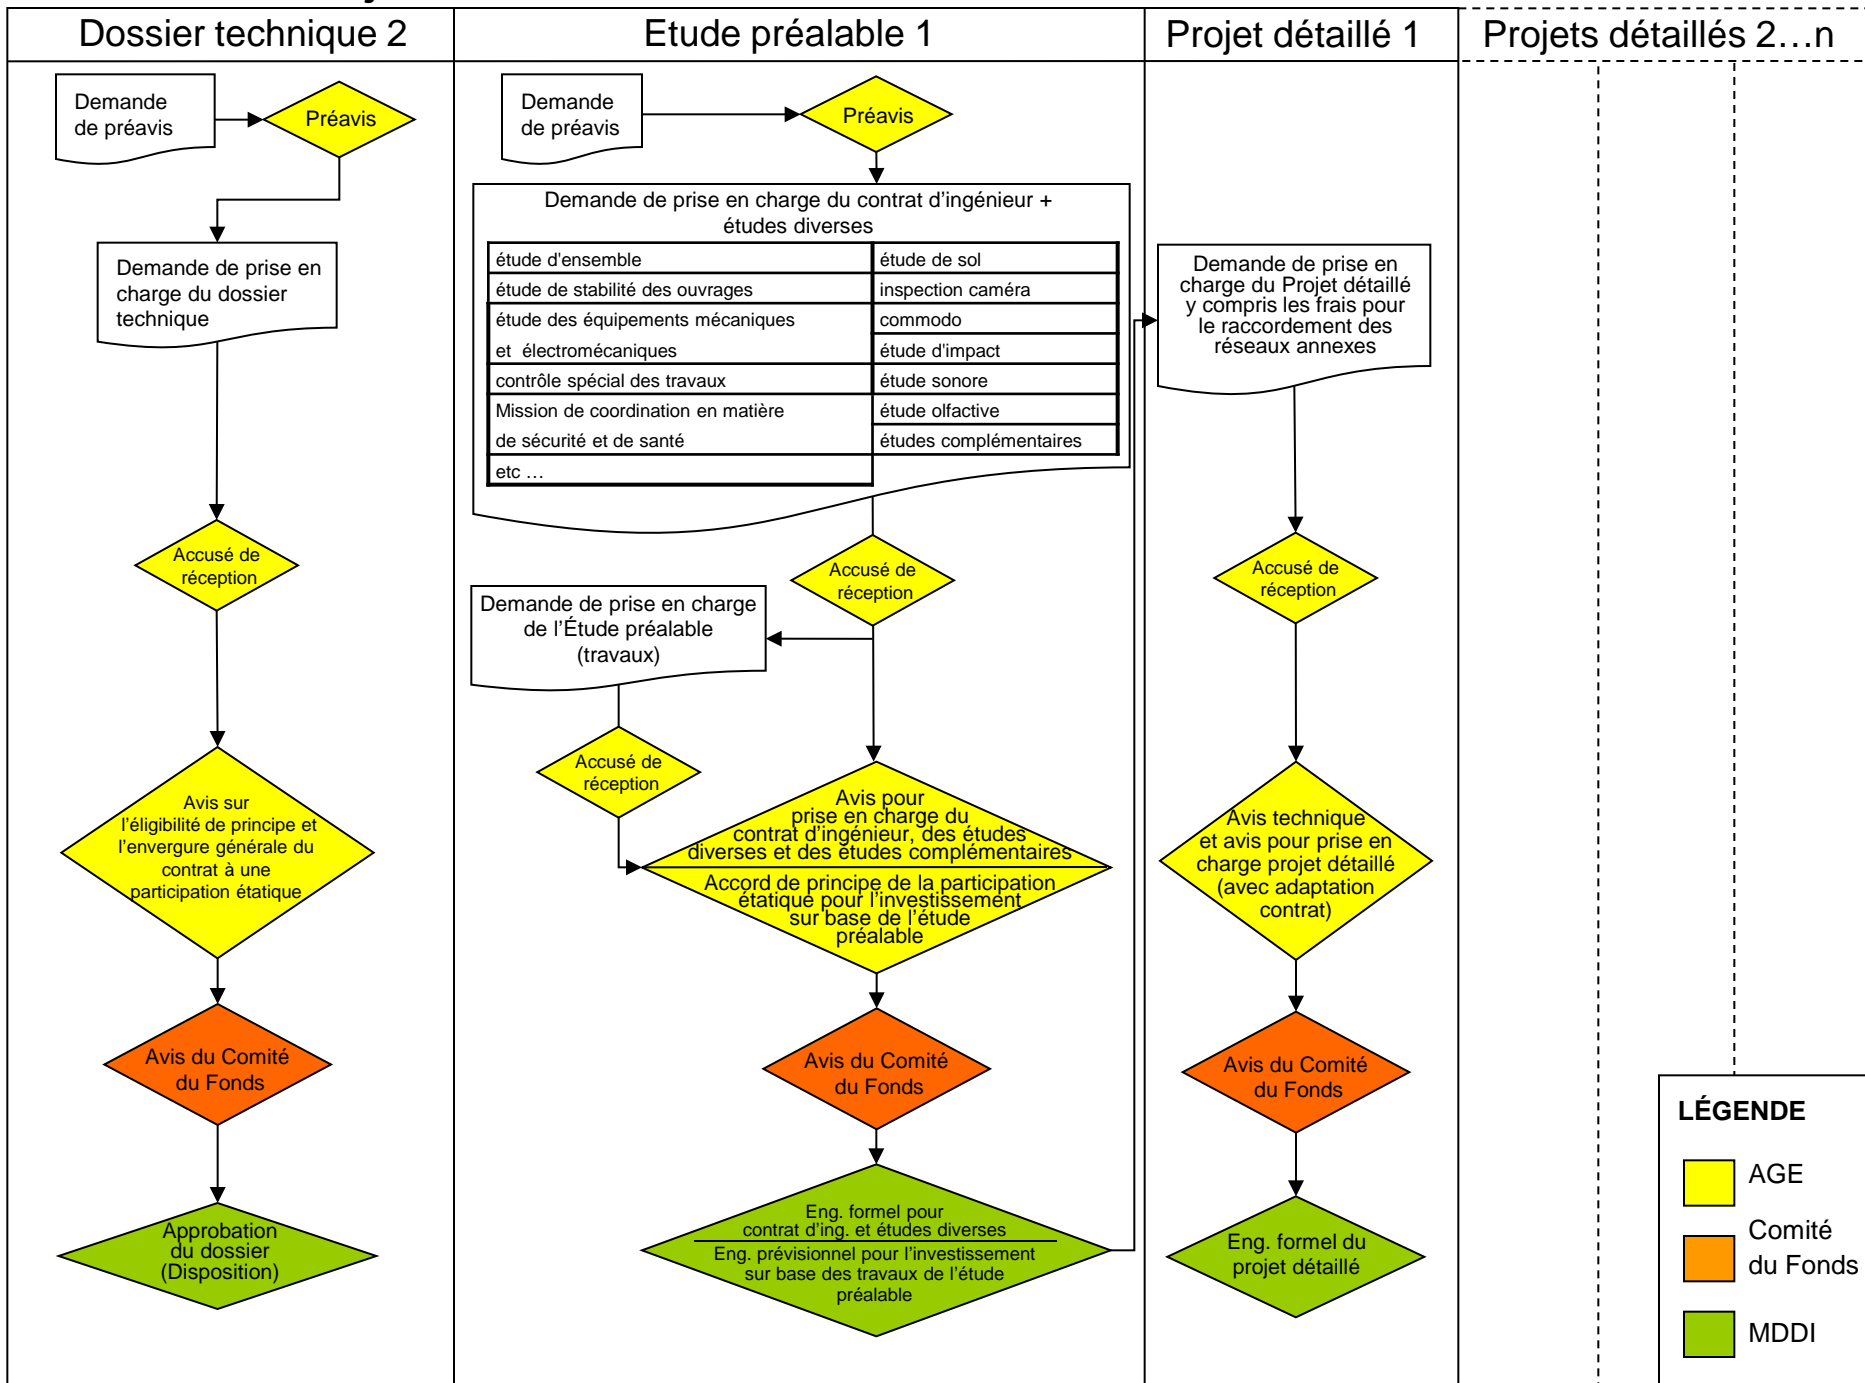 Dossier technique 2
Etude préalable 1
Projet détaillé 1
Projets détaillés 2…n
Demande
de préavis
Préavis
Demande de prise en
charge du dossier
technique
Accusé de
réception
Avis sur
l'éligibilité de principe et
l'envergure générale du
contrat à une
participation étatique
Avis du Comité
du Fonds
Approbation
du dossier
(Disposition)
Demande
de préavis
Préavis
Demande de prise en charge du contrat d'ingénieur +
études diverses
étude d'ensemble
étude de stabilité des ouvrages
étude des équipements mécaniques
et électromécaniques
contrôle spécial des travaux
Mission de coordination en matière
de sécurité et de santé
etc …
étude de sol
inspection caméra
commodo
étude d'impact
étude sonore
étude olfactive
études complémentaires
Accusé de
réception
Demande de prise en charge
de l'Étude préalable
(travaux)
Accusé de
réception
Avis pour
prise en charge du
contrat d'ingénieur, des études
diverses et des études complémentaires
Accord de principe de la participation
étatique pour l'investissement
sur base de l'étude
préalable
Avis du Comité
du Fonds
Eng. formel pour
contrat d'ing. et études diverses
Eng. prévisionnel pour l'investissement
sur base des travaux de l'étude
préalable
Demande de prise en
charge du Projet détaillé
y compris les frais pour
le raccordement des
réseaux annexes
Accusé de
réception
Avis technique
et avis pour prise en
charge projet détaillé
(avec adaptation
contrat)
Avis du Comité
du Fonds
Eng. formel du
projet détaillé
LÉGENDE
AGE
Comité
du Fonds
MDDI